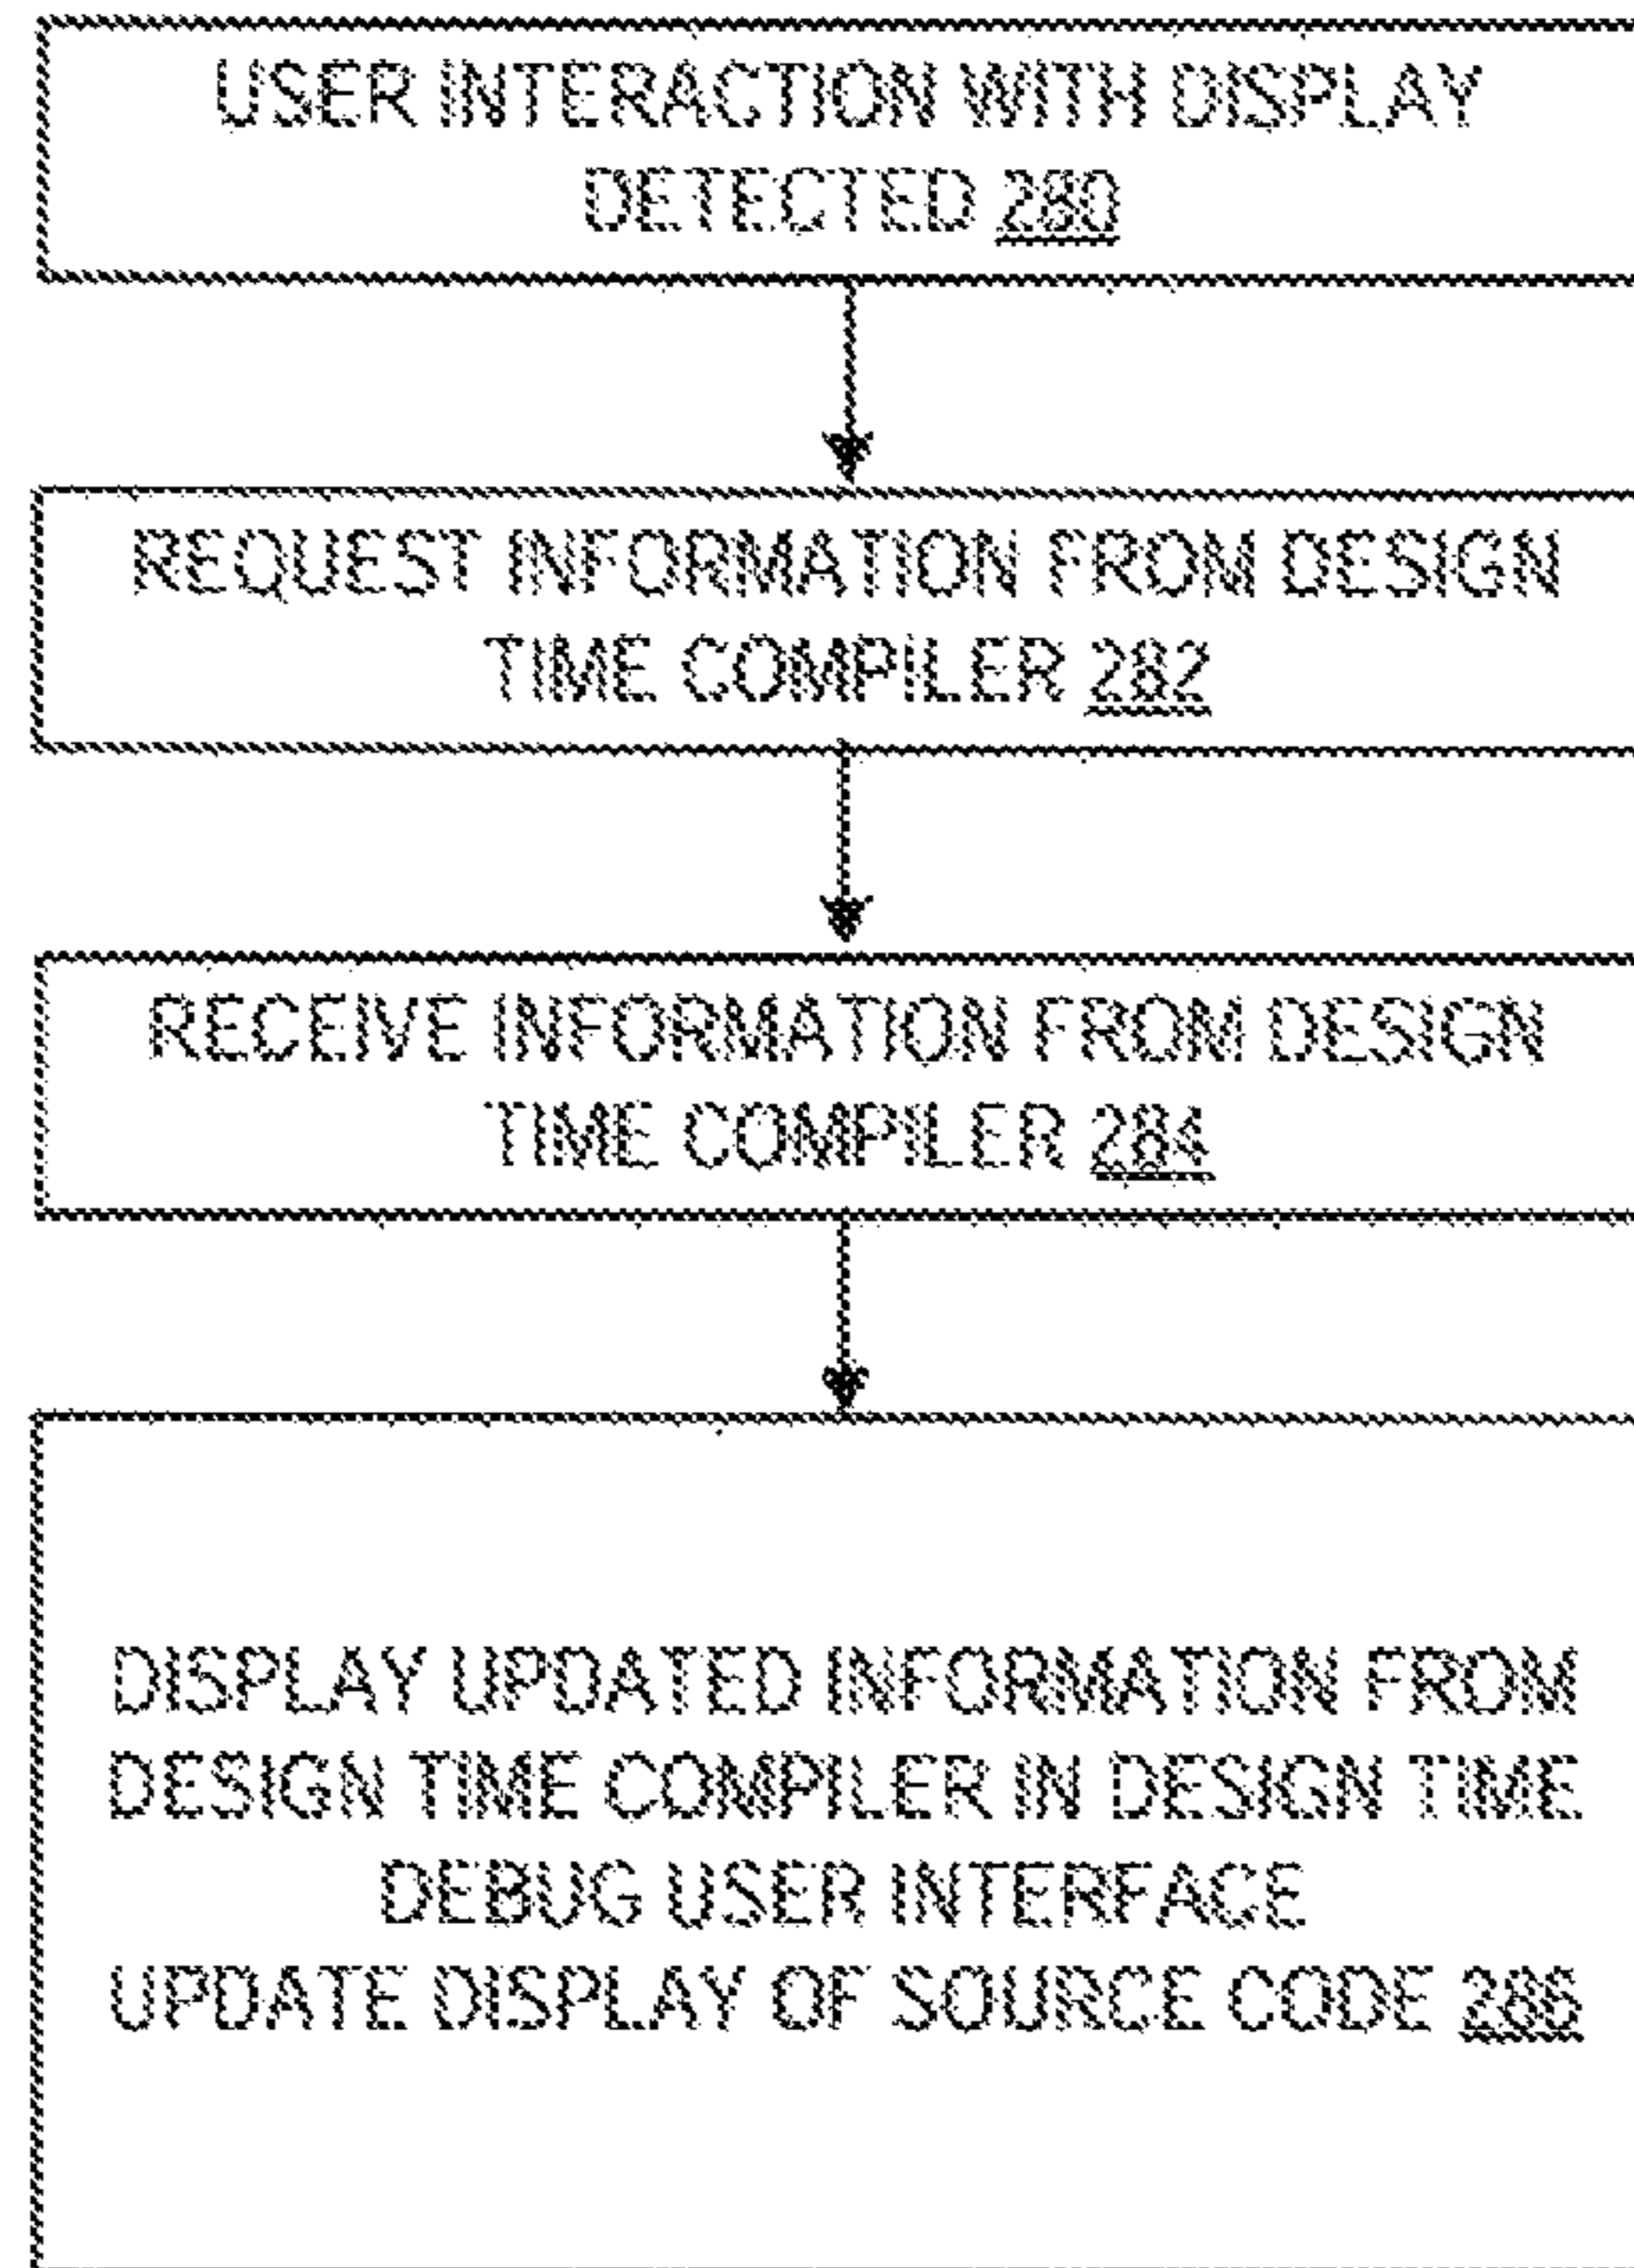 USER INTERACTION WITH DISPLAY
DETECTED 280
REQUEST INFORMATION FROM DESIGN
TIME COMPILER 282
RECEIVE INFORMATION FROM DESIGN
TIME COMPILER 284
DISPLAY UPDATED INFORMATION FROM
DESIGN TIME COMPILER IN DESIGN TIME
DEBUG USER INTERFACE
UPDATE DISPLAY OF SOURCE CODE 286